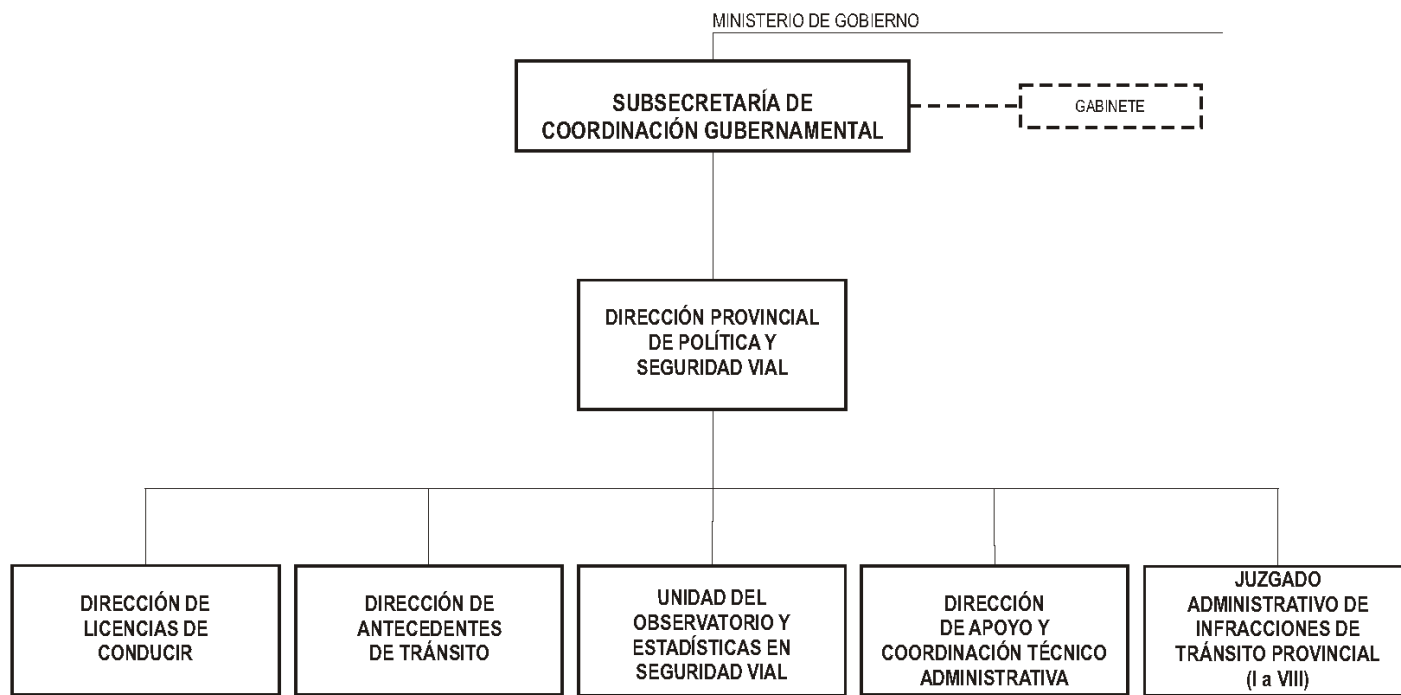 MINISTERIO DE GOBIERNO
SUBSECRETARÍA DE
COORDINACIÓN GUBERNAMENTAL
GABINETE
DIRECCIÓN PROVINCIAL
DE POLÍTICA Y
SEGURIDAD VIAL
DIRECCIÓN DE
LICENCIAS DE
CONDUCIR
DIRECCIÓN DE
ANTECEDENTES
DE TRÁNSITO
UNIDAD DEL
OBSERVATORIO Y
ESTADÍSTICAS EN
SEGURIDAD VIAL
DIRECCIÓN
DE APOYO Y
COORDINACIÓN TÉCNICO
ADMINISTRATIVA
JUZGADO
ADMINISTRATIVO DE
INFRACCIONES DE
TRÁNSITO PROVINCIAL
(I a VIII)